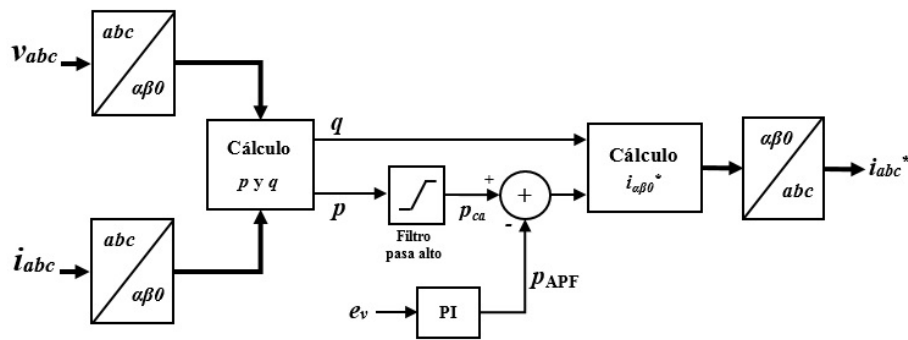 v_abc
abc
αβ0
i_abc
abc
αβ0
Cálculo
p y q
q
p
Filtro
pasa alto
p_ca
+
+
-
p_APF
e_v
PI
Cálculo
i_αβ0*
αβ0
abc
i_abc*